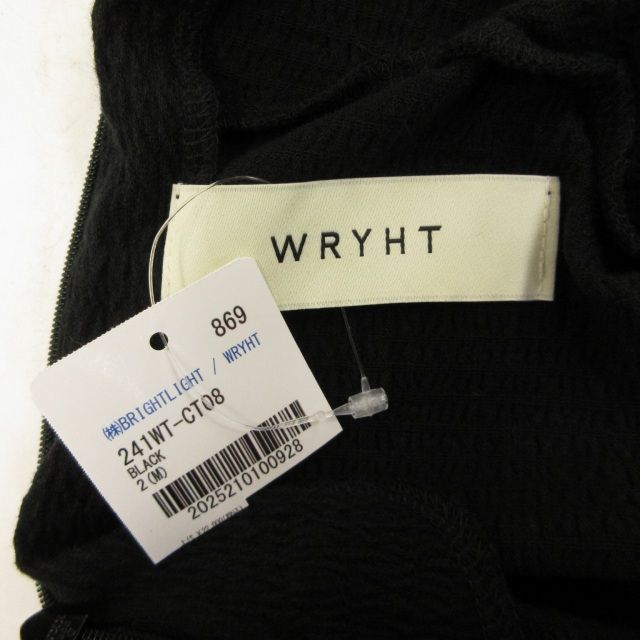 WRYHT
869
㈱BRIGHTLIGHT / WRYHT
241WT-CT08
BLACK
2(M)
2025210100928